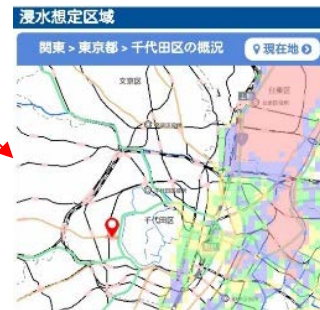 浸水想定区域
関東 > 東京都 > 千代田区の概況
現在地
文京区
台東区
千代田区